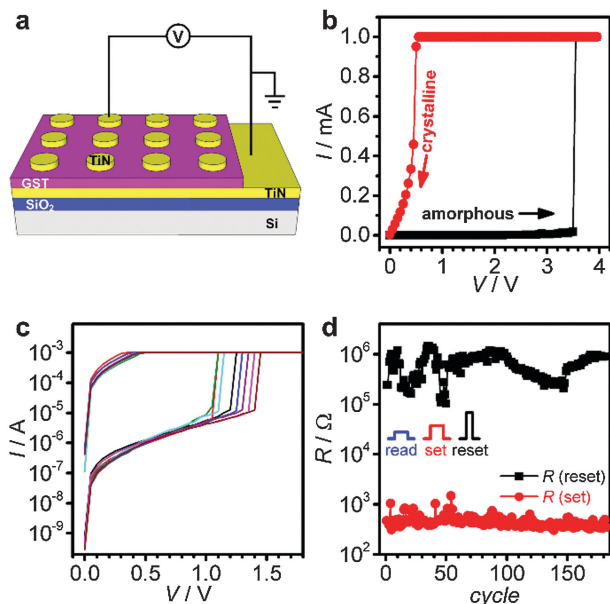 a
V
TiN
GST
TiN
SiO₂
Si
b
I / mA
1.0
0.8
0.6
0.4
0.2
0.0
crystalline
amorphous
0 1 2 3 4
V / V
c
I / A
10⁻³
10⁻⁴
10⁻⁵
10⁻⁶
10⁻⁷
10⁻⁸
10⁻⁹
0.0 0.5 1.0 1.5
V / V
d
R / Ω
10⁶
10⁵
10⁴
10³
10²
read set reset
R (reset)
R (set)
0 50 100 150
cycle